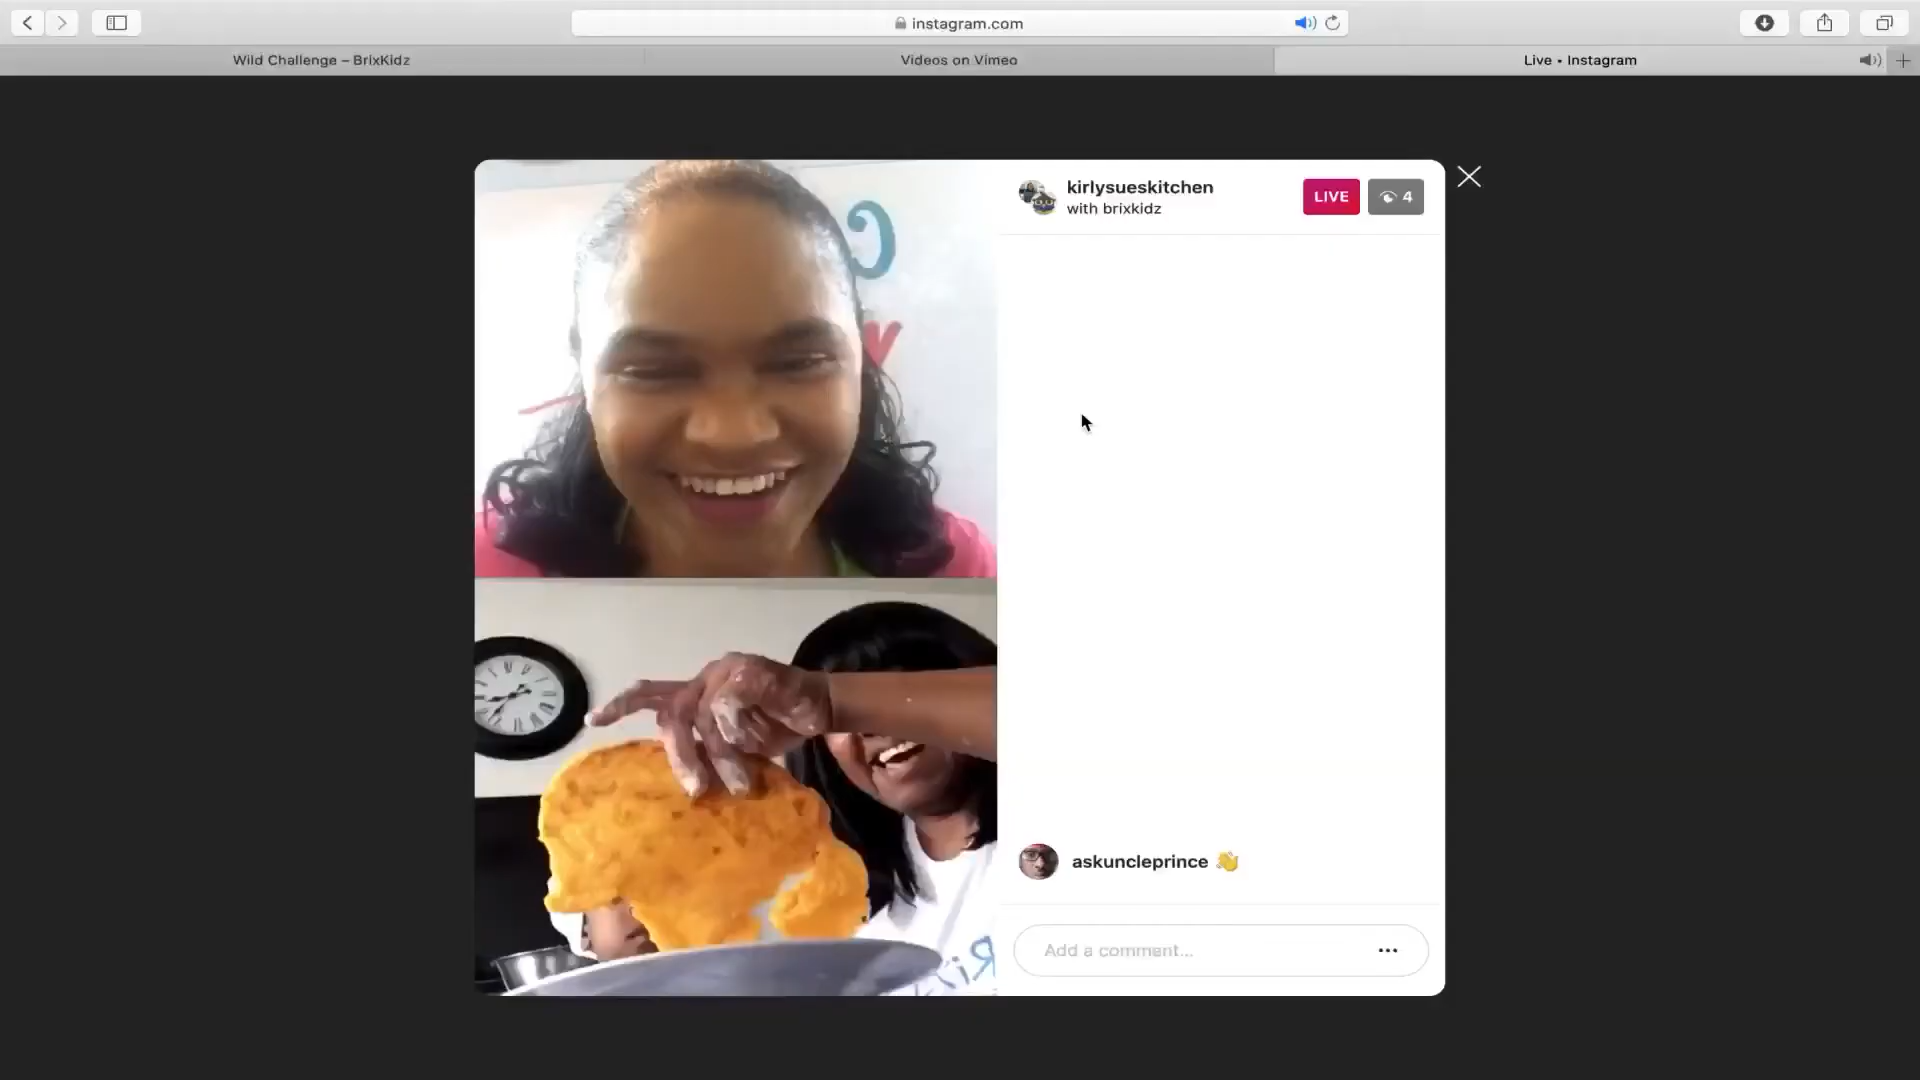 instagram.com
Wild Challenge – BrixKidz
Videos on Vimeo
Live • Instagram
kirlysueskitchen
with brixkidz
LIVE
4
askuncleprince 👋
Add a comment...